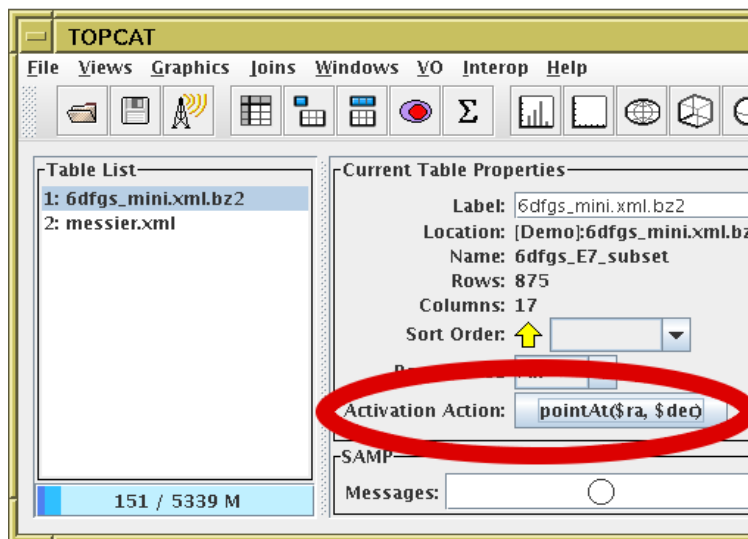 TOPCAT
File Views Graphics Joins Windows VO Interop Help
Σ
Table List
1: 6dfgs_mini.xml.bz2
2: messier.xml
151 / 5339 M
Current Table Properties
Label: 6dfgs_mini.xml.bz2
Location: [Demo]:6dfgs_mini.xml.bz
Name: 6dfgs_E7_subset
Rows: 875
Columns: 17
Sort Order:
Activation Action: pointAt($ra, $dec)
SAMP
Messages: